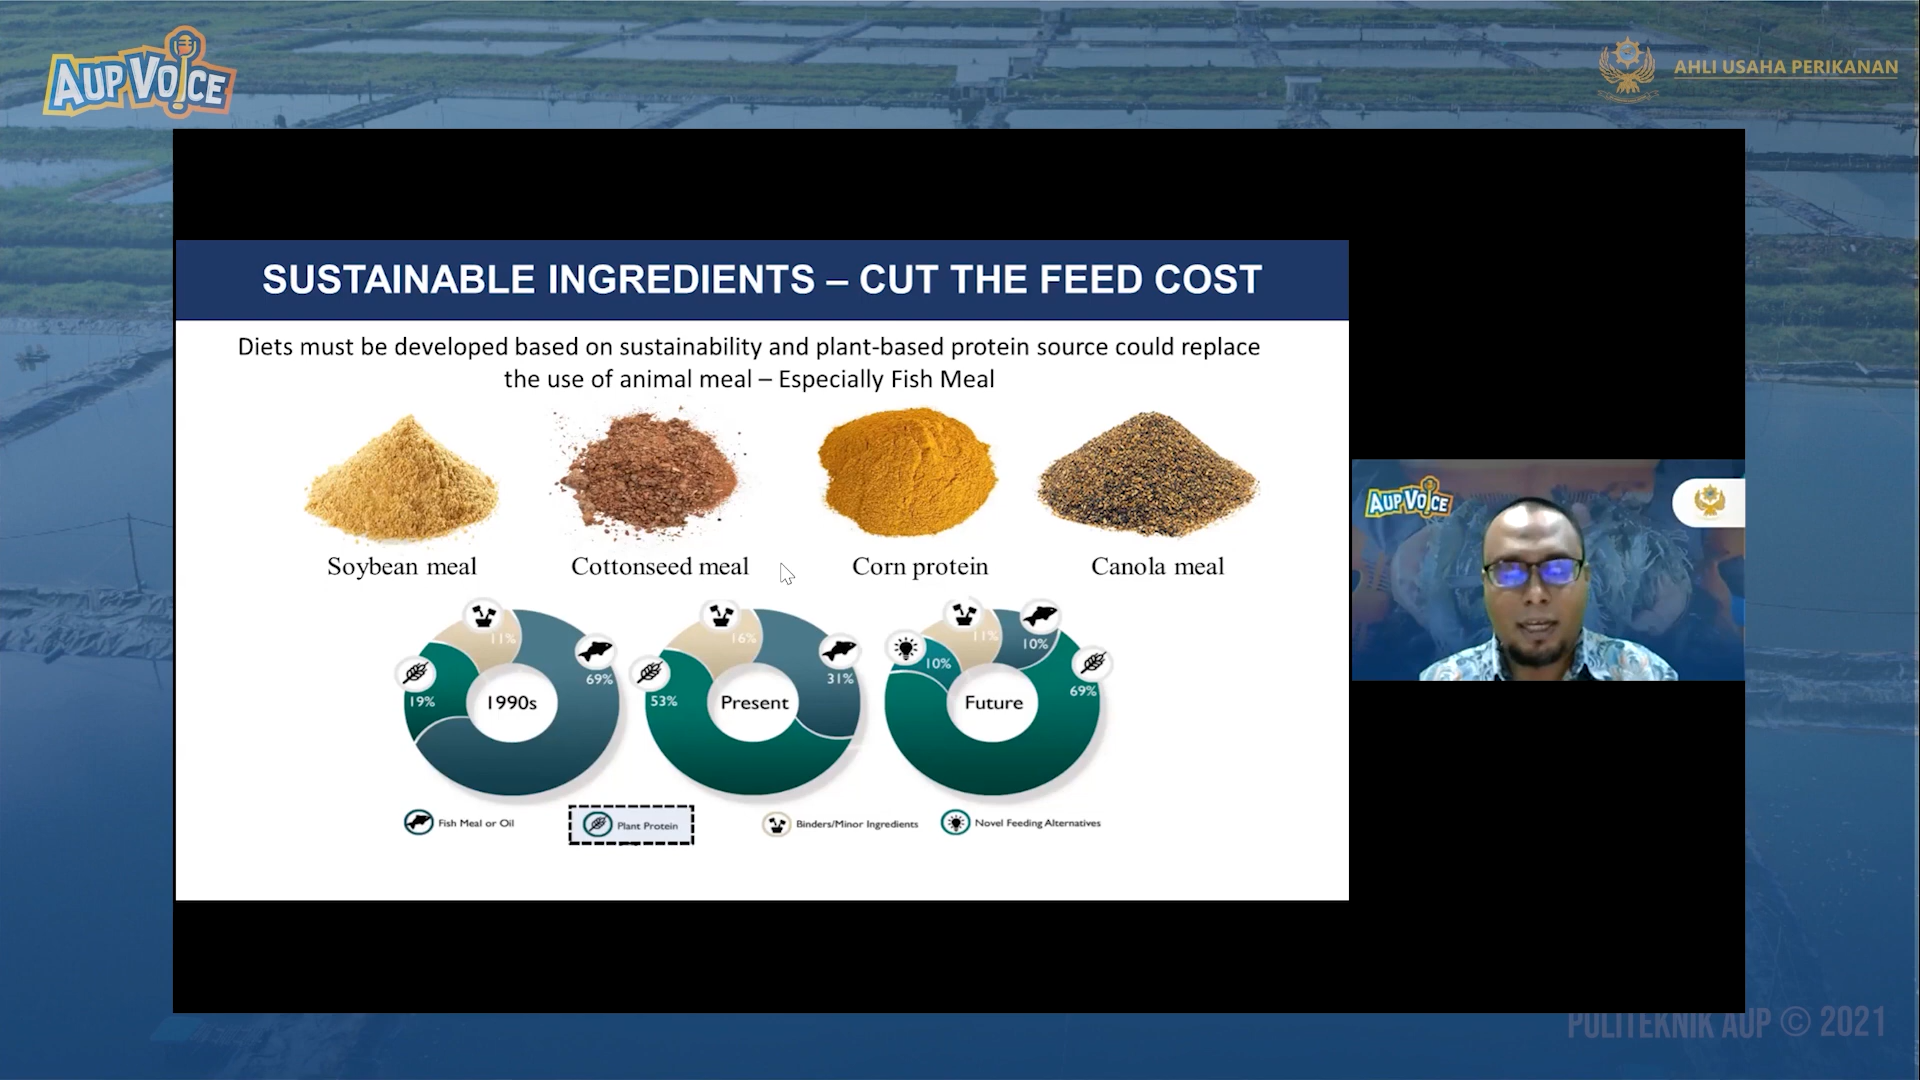 AUP VOICE
AHLI USAHA PERIKANAN
SUSTAINABLE INGREDIENTS – CUT THE FEED COST
Diets must be developed based on sustainability and plant-based protein source could replace
the use of animal meal – Especially Fish Meal
Soybean meal
Cottonseed meal
Corn protein
Canola meal
AUP VOICE
11%
69%
19%
1990s
16%
31%
53%
Present
11%
10%
10%
69%
Future
Fish Meal or Oil
Plant Protein
Binders/Minor Ingredients
Novel Feeding Alternatives
POLITEKNIK AUP © 2021